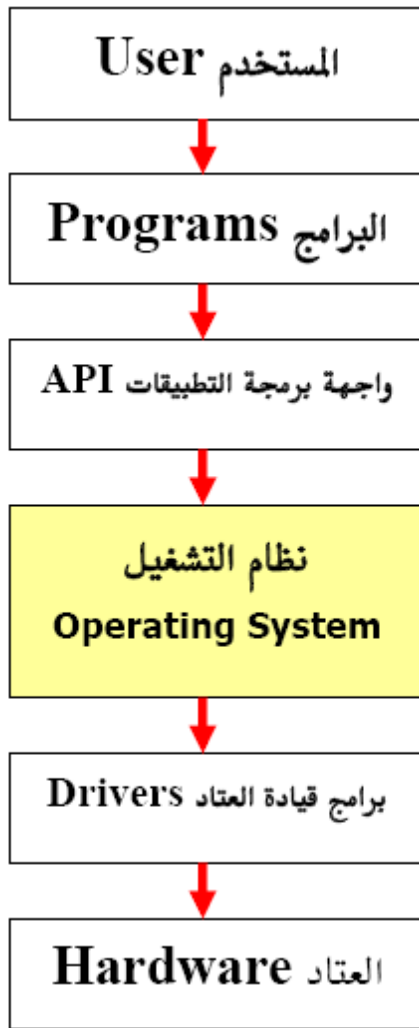 المستخدم User
البرامج Programs
واجهة برمجة التطبيقات API
نظام التشغيل
Operating System
برامج قيادة العتاد Drivers
العتاد Hardware